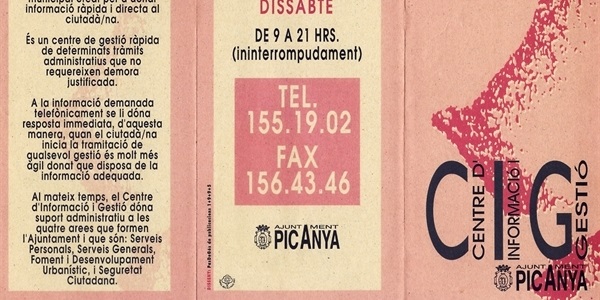 informació ràpida i directa al
ciutadà/na.
És un centre de gestió ràpida
de determinats tràmits
administratius que no
requereixen demora
justificada.
A la informació demanada
telefònicament se li dóna
resposta immediata, d'aquesta
manera, quan el ciutadà/na
inicia la tramitació de
qualsevol gestió és molt més
àgil donat que disposa de la
informació adequada.
Al mateix temps, el Centre
d'Informació i Gestió dóna
suport administratiu a les
quatre arees que formen
l'Ajuntament i que són: Serveis
Personals, Serveis Generals,
Foment i Desenvolupament
Urbanístic, i Seguretat
Ciutadana.
DISSABTE
DE 9 A 21 HRS.
(ininterrompudament)
TEL.
155.19.02
FAX
156.43.46
AJUNTAMENT
PICANYA
DISSENY:
CIG
CENTRE D'
INFORMACIÓ I
GESTIÓ
AJUNTAMENT
PICANYA